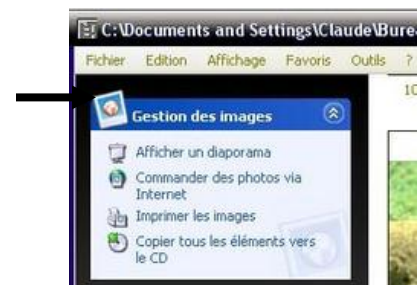 C:\Documents and Settings\Claude\Bure
Fichier Edition Affichage Favoris Outils ?
10
Gestion des images
Afficher un diaporama
Commander des photos via
Internet
Imprimer les images
Copier tous les éléments vers
le CD